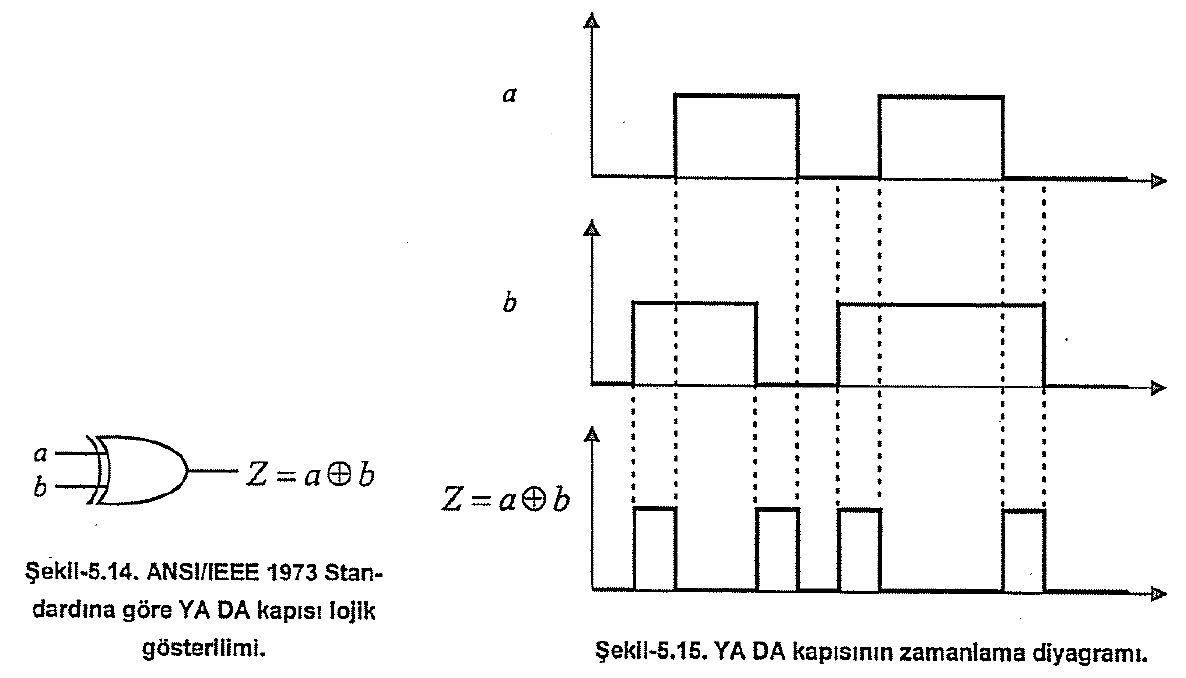 a
b
Z = a ⊕ b
Şekil-5.14. ANSI/IEEE 1973 Stan-
dardına göre YA DA kapısı lojik
gösterilimi.
a
b
Z = a ⊕ b
Şekil-5.15. YA DA kapısının zamanlama diyagramı.